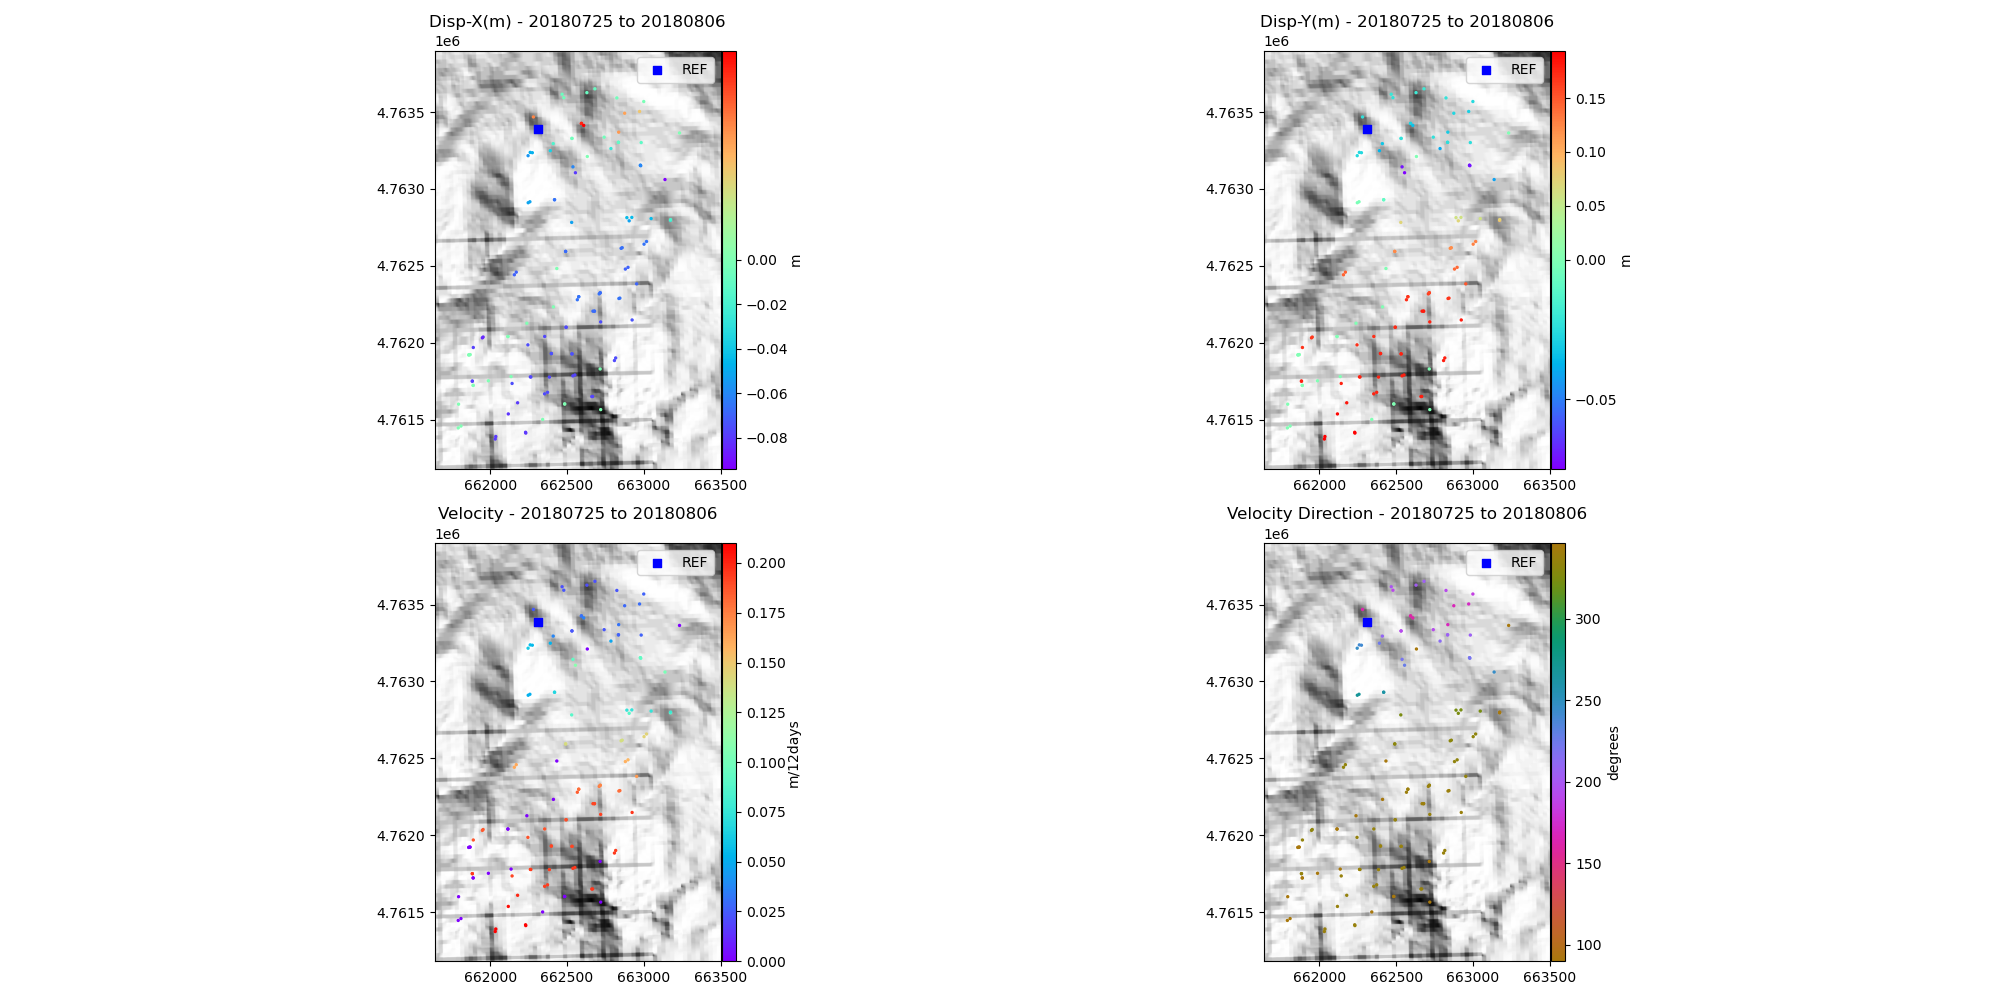 Disp-X(m) - 20180725 to 20180806
1e6
REF
4.7635
4.7630
4.7625
4.7620
4.7615
662000 662500 663000 663500
0.00
−0.02
−0.04
−0.06
−0.08
m
Disp-Y(m) - 20180725 to 20180806
1e6
REF
4.7635
4.7630
4.7625
4.7620
4.7615
662000 662500 663000 663500
0.15
0.10
0.05
0.00
−0.05
m
Velocity - 20180725 to 20180806
1e6
REF
4.7635
4.7630
4.7625
4.7620
4.7615
662000 662500 663000 663500
0.200
0.175
0.150
0.125
0.100
0.075
0.050
0.025
0.000
m/12days
Velocity Direction - 20180725 to 20180806
1e6
REF
4.7635
4.7630
4.7625
4.7620
4.7615
662000 662500 663000 663500
300
250
200
150
100
degrees